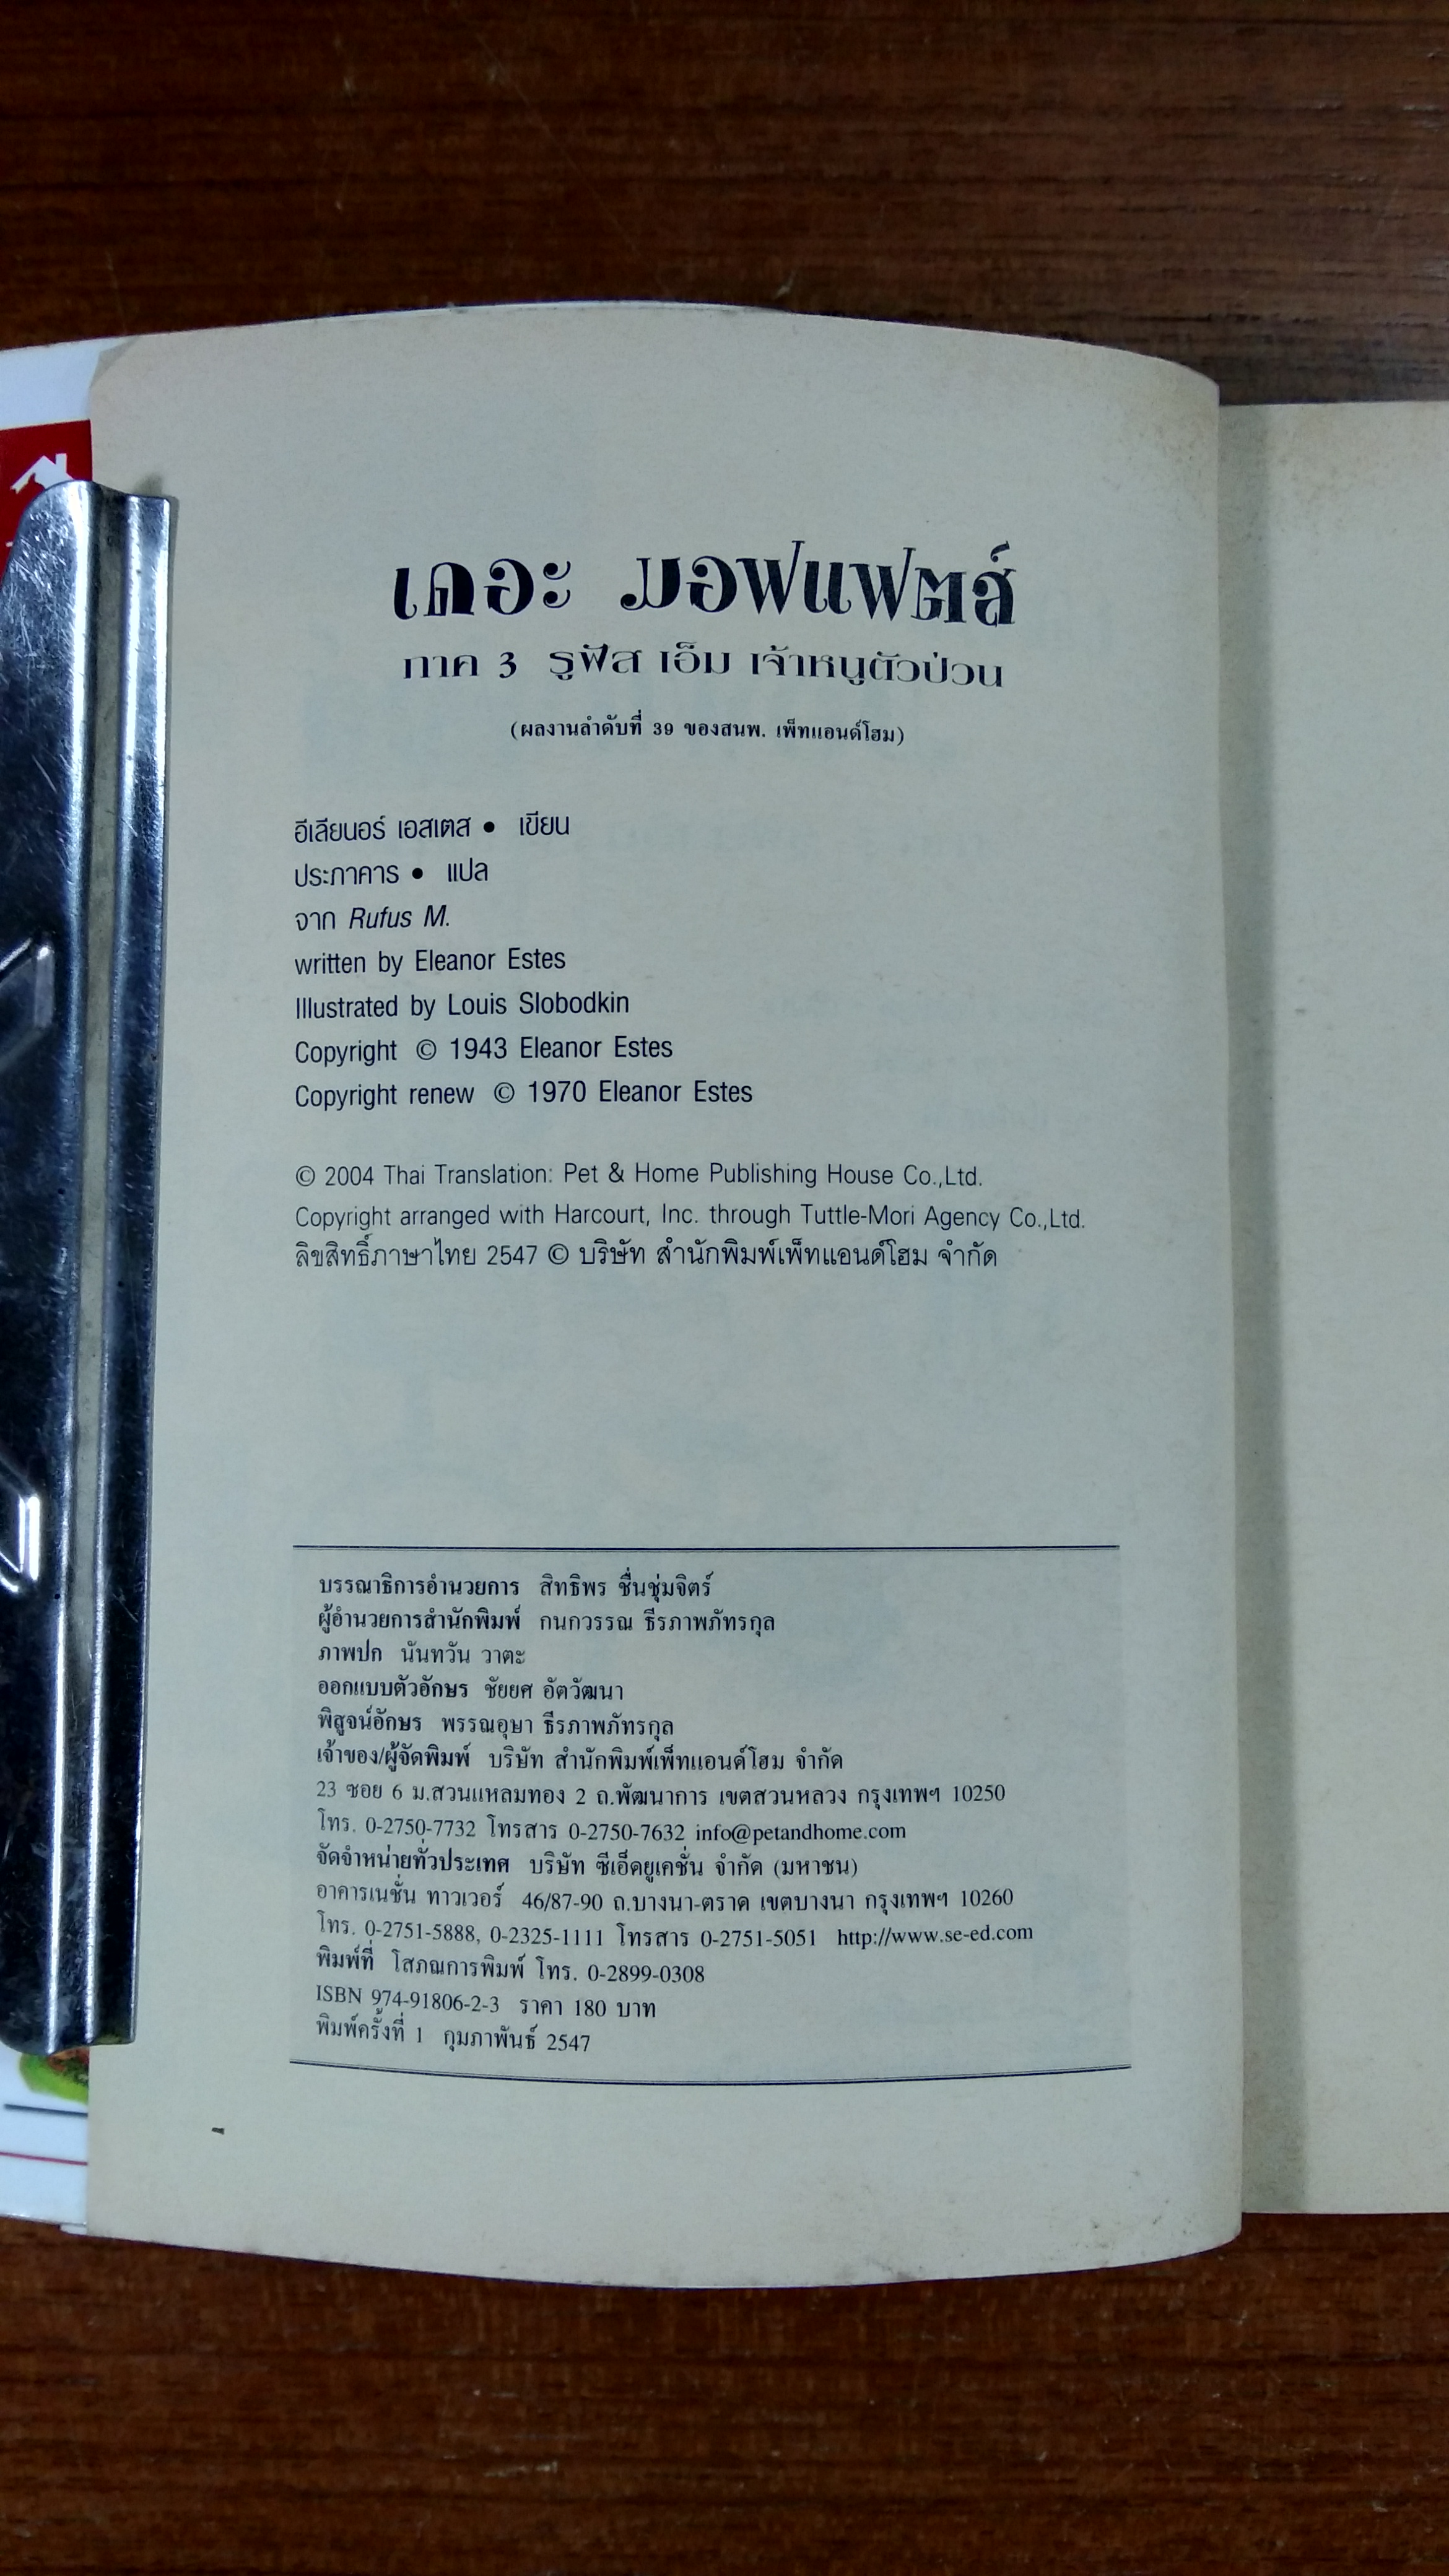 เดอะ มอฟแฟตส์
ภาค 3 รูฟัส เอ็ม เจ้าหนูตัวป่วน
(ผลงานลำดับที่ 39 ของสนพ. เพ็ทแอนด์โฮม)
อีเลียนอร์ เอสเตส • เขียน
ประภาคาร • แปล
จาก Rufus M.
written by Eleanor Estes
Illustrated by Louis Slobodkin
Copyright © 1943 Eleanor Estes
Copyright renew © 1970 Eleanor Estes
© 2004 Thai Translation: Pet & Home Publishing House Co.,Ltd.
Copyright arranged with Harcourt, Inc. through Tuttle-Mori Agency Co.,Ltd.
ลิขสิทธิ์ภาษาไทย 2547 © บริษัท สำนักพิมพ์เพ็ทแอนด์โฮม จำกัด
บรรณาธิการอำนวยการ สิทธิพร ชื่นชุ่มจิตร์
ผู้อำนวยการสำนักพิมพ์ กนกวรรณ ธีรภาพภัทรกุล
ภาพปก นันทวัน วาตะ
ออกแบบตัวอักษร ชัยยศ อัตวัฒนา
พิสูจน์อักษร พรรณอุษา ธีรภาพภัทรกุล
เจ้าของ/ผู้จัดพิมพ์ บริษัท สำนักพิมพ์เพ็ทแอนด์โฮม จำกัด
23 ซอย 6 ม.สวนแหลมทอง 2 ถ.พัฒนาการ เขตสวนหลวง กรุงเทพฯ 10250
โทร. 0-2750-7732 โทรสาร 0-2750-7632 info@petandhome.com
จัดจำหน่ายทั่วประเทศ บริษัท ซีเอ็ดยูเคชั่น จำกัด (มหาชน)
อาคารเนชั่น ทาวเวอร์ 46/87-90 ถ.บางนา-ตราด เขตบางนา กรุงเทพฯ 10260
โทร. 0-2751-5888, 0-2325-1111 โทรสาร 0-2751-5051 http://www.se-ed.com
พิมพ์ที่ โสภณการพิมพ์ โทร. 0-2899-0308
ISBN 974-91806-2-3 ราคา 180 บาท
พิมพ์ครั้งที่ 1 กุมภาพันธ์ 2547